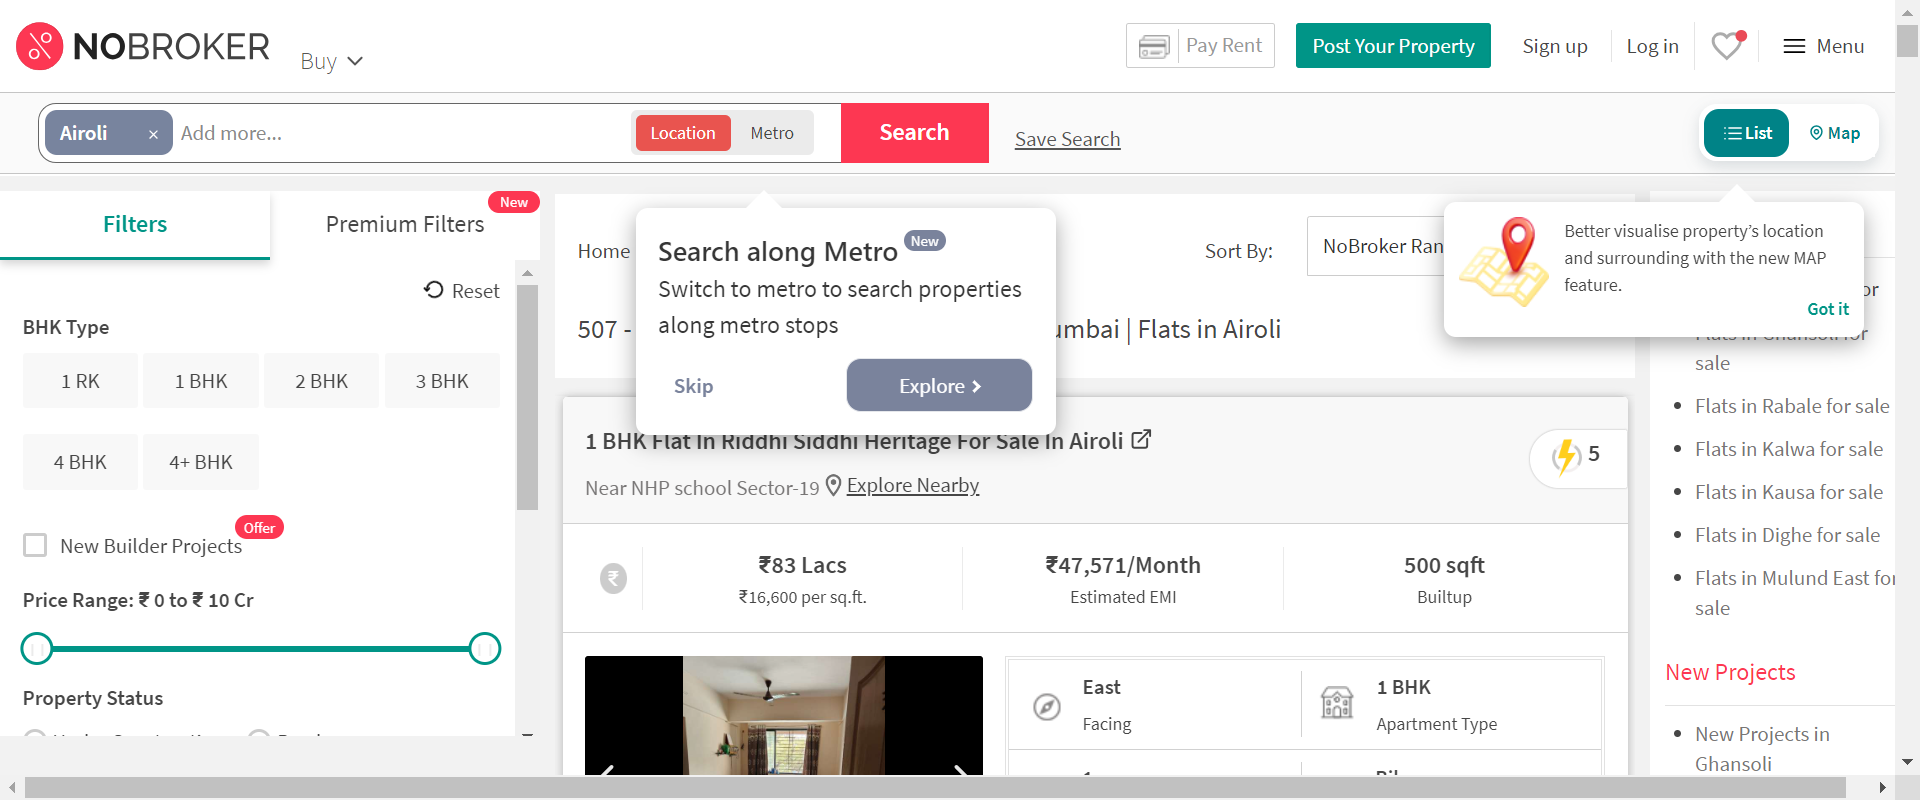 NOBROKER
Buy
Pay Rent
Post Your Property
Sign up
Log in
Menu
Airoli ×
Add more...
Location
Metro
Search
Save Search
List
Map
Filters
Premium Filters
New
Reset
BHK Type
1 RK
1 BHK
2 BHK
3 BHK
4 BHK
4+ BHK
New Builder Projects
Offer
Price Range: ₹ 0 to ₹ 10 Cr
Property Status
Home
Search along Metro New
Switch to metro to search properties
along metro stops
Skip
Explore
Sort By:
NoBroker Ran
507 -
umbai | Flats in Airoli
Better visualise property's location
and surrounding with the new MAP
feature.
Got it
1 BHK Flat In Riddhi Siddhi Heritage For Sale In Airoli
Near NHP school Sector-19
Explore Nearby
5
₹83 Lacs
₹16,600 per sq.ft.
₹47,571/Month
Estimated EMI
500 sqft
Builtup
East
Facing
1 BHK
Apartment Type
or
Flats in Ghansoli for
sale
Flats in Rabale for sale
Flats in Kalwa for sale
Flats in Kausa for sale
Flats in Dighe for sale
Flats in Mulund East for
sale
New Projects
New Projects in
Ghansoli